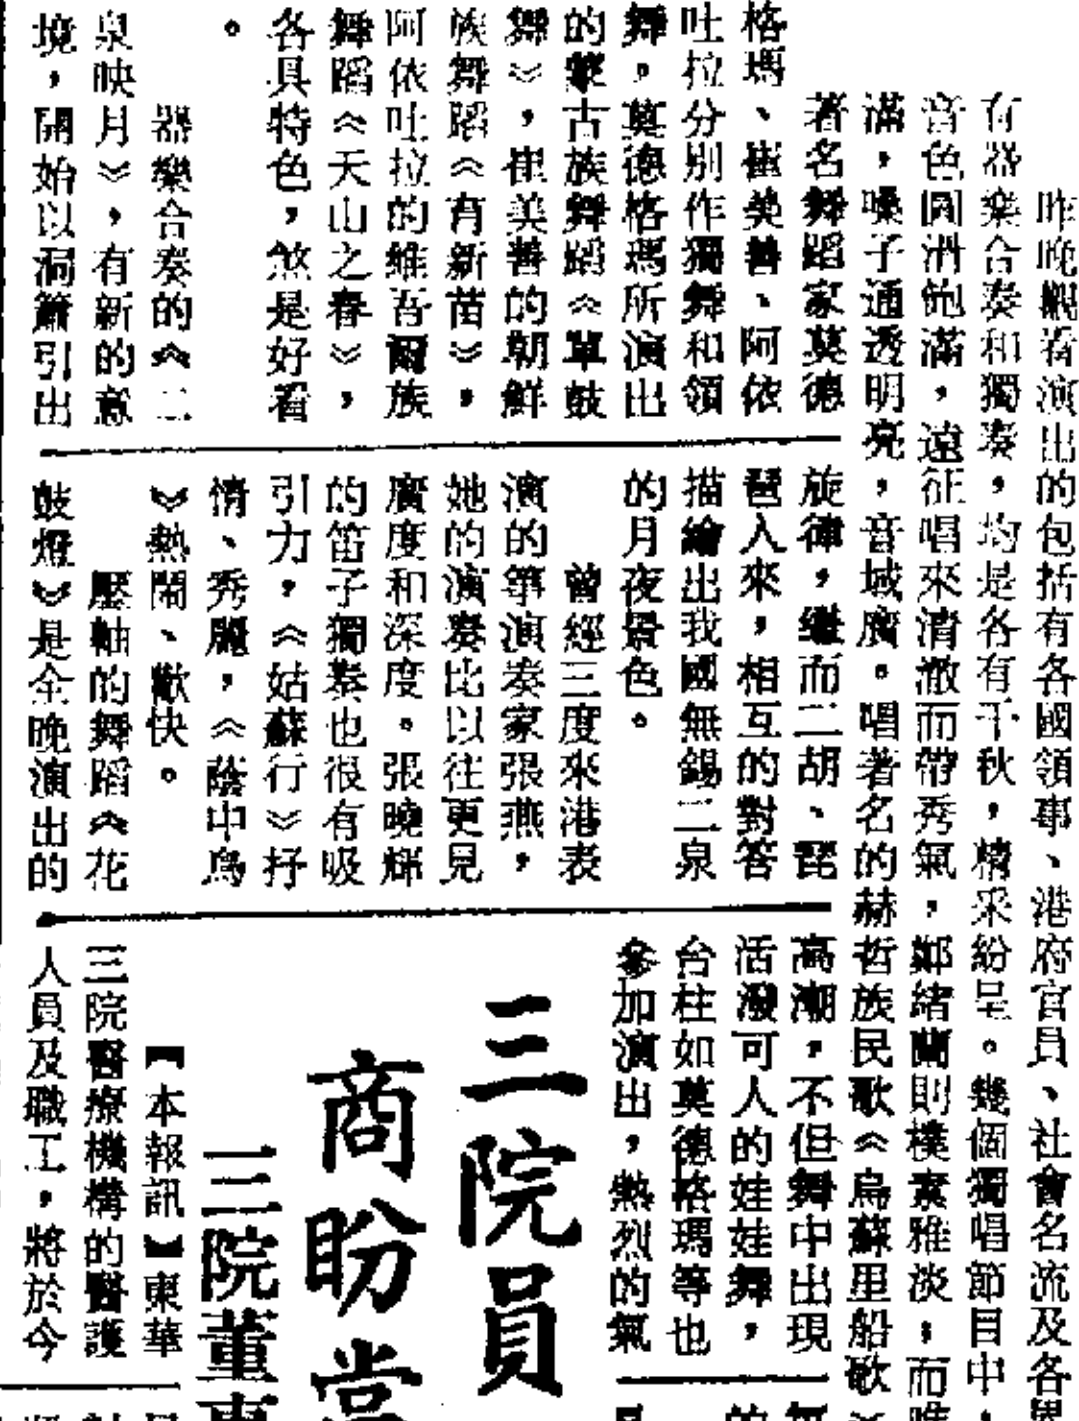 昨晚觀看演出的包括有各國領事、港府官員、社會名流及各界
有器樂合奏和獨奏，均是各有千秋，精采紛呈。幾個獨唱節目中，
音色圓滑飽滿，遠征唱來清澈而帶秀氣，鄭緒蘭則樸素雅淡；而
滿，嗓子通透明亮，音域廣。唱著名的赫哲族民歌《烏蘇里船歌》
著名舞蹈家莫德
格瑪、崔美善、阿依
吐拉分別作獨舞和領
舞，莫德格瑪所演出
的蒙古族舞蹈《單鼓
舞》，崔美善的朝鮮
族舞蹈《有新苗》，
阿依吐拉的維吾爾族
舞蹈《天山之春》，
各具特色，煞是好看
。
器樂合奏的《二
泉映月》，有新的意
境，開始以洞簫引出
旋律，繼而二胡、琵
琶入來，相互的對答
描繪出我國無錫二泉
的月夜景色。
曾經三度來港表
演的箏演奏家張燕，
她的演奏比以往更見
廣度和深度。張曉輝
的笛子獨奏也很有吸
引力，《姑蘇行》抒
情、秀麗，《蔭中鳥
》熱鬧、歡快。
壓軸的舞蹈《花
鼓燈》是全晚演出的
高潮，不但舞中出現
活潑可人的娃娃舞，
台柱如莫德格瑪等也
參加演出，熱烈的氣
三院員
商盼當
三院董事
【本報訊】東華
三院醫療機構的醫護
人員及職工，將於今